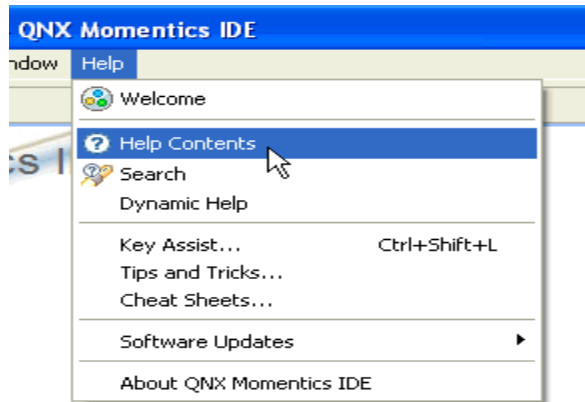 QNX Momentics IDE
ndow Help
Welcome
Help Contents
cs I
Search
Dynamic Help
Key Assist... Ctrl+Shift+L
Tips and Tricks...
Cheat Sheets...
Software Updates
About QNX Momentics IDE